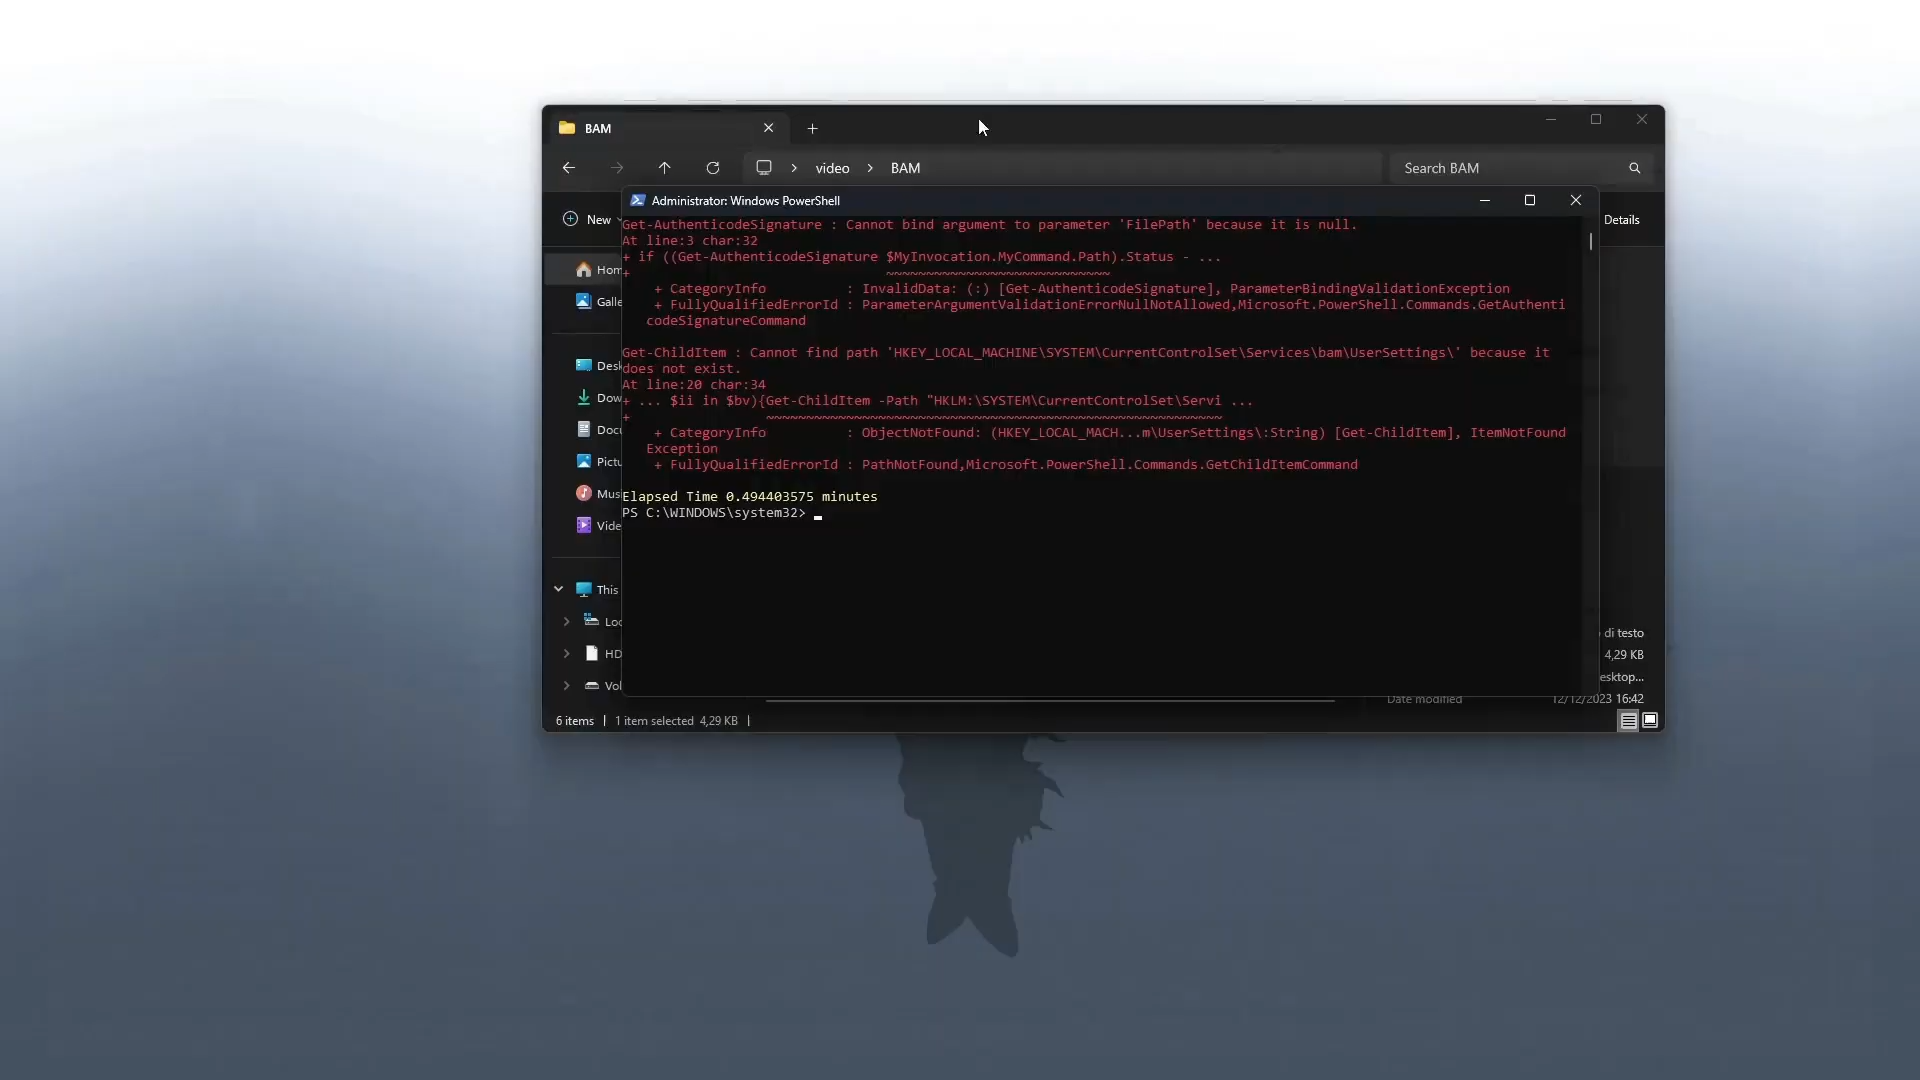 BAM
video > BAM
Search BAM
New
Details
Administrator: Windows PowerShell
Get-AuthenticodeSignature : Cannot bind argument to parameter 'FilePath' because it is null.
At line:3 char:32
+ if ((Get-AuthenticodeSignature $MyInvocation.MyCommand.Path).Status - ...
+                                ~~~~~~~~~~~~~~~~~~~~~~~~~~~~
+ CategoryInfo          : InvalidData: (:) [Get-AuthenticodeSignature], ParameterBindingValidationException
+ FullyQualifiedErrorId : ParameterArgumentValidationErrorNullNotAllowed,Microsoft.PowerShell.Commands.GetAuthenti
codeSignatureCommand
Get-ChildItem : Cannot find path 'HKEY_LOCAL_MACHINE\SYSTEM\CurrentControlSet\Services\bam\UserSettings\' because it
does not exist.
At line:20 char:34
+ ... $ii in $bv){Get-ChildItem -Path "HKLM:\SYSTEM\CurrentControlSet\Servi ...
+                 ~~~~~~~~~~~~~~~~~~~~~~~~~~~~~~~~~~~~~~~~~~~~~~~~~~~~~~~~~
+ CategoryInfo          : ObjectNotFound: (HKEY_LOCAL_MACH...m\UserSettings\:String) [Get-ChildItem], ItemNotFound
Exception
+ FullyQualifiedErrorId : PathNotFound,Microsoft.PowerShell.Commands.GetChildItemCommand
Elapsed Time 0.494403575 minutes
PS C:\WINDOWS\system32>
Hom
Galle
Desk
Dow
Docu
Pictu
Mus
Vide
This
Loc
HD
Vol
di testo
4,29 KB
esktop...
Date modified 12/12/2023 16:42
6 items | 1 item selected 4,29 KB |